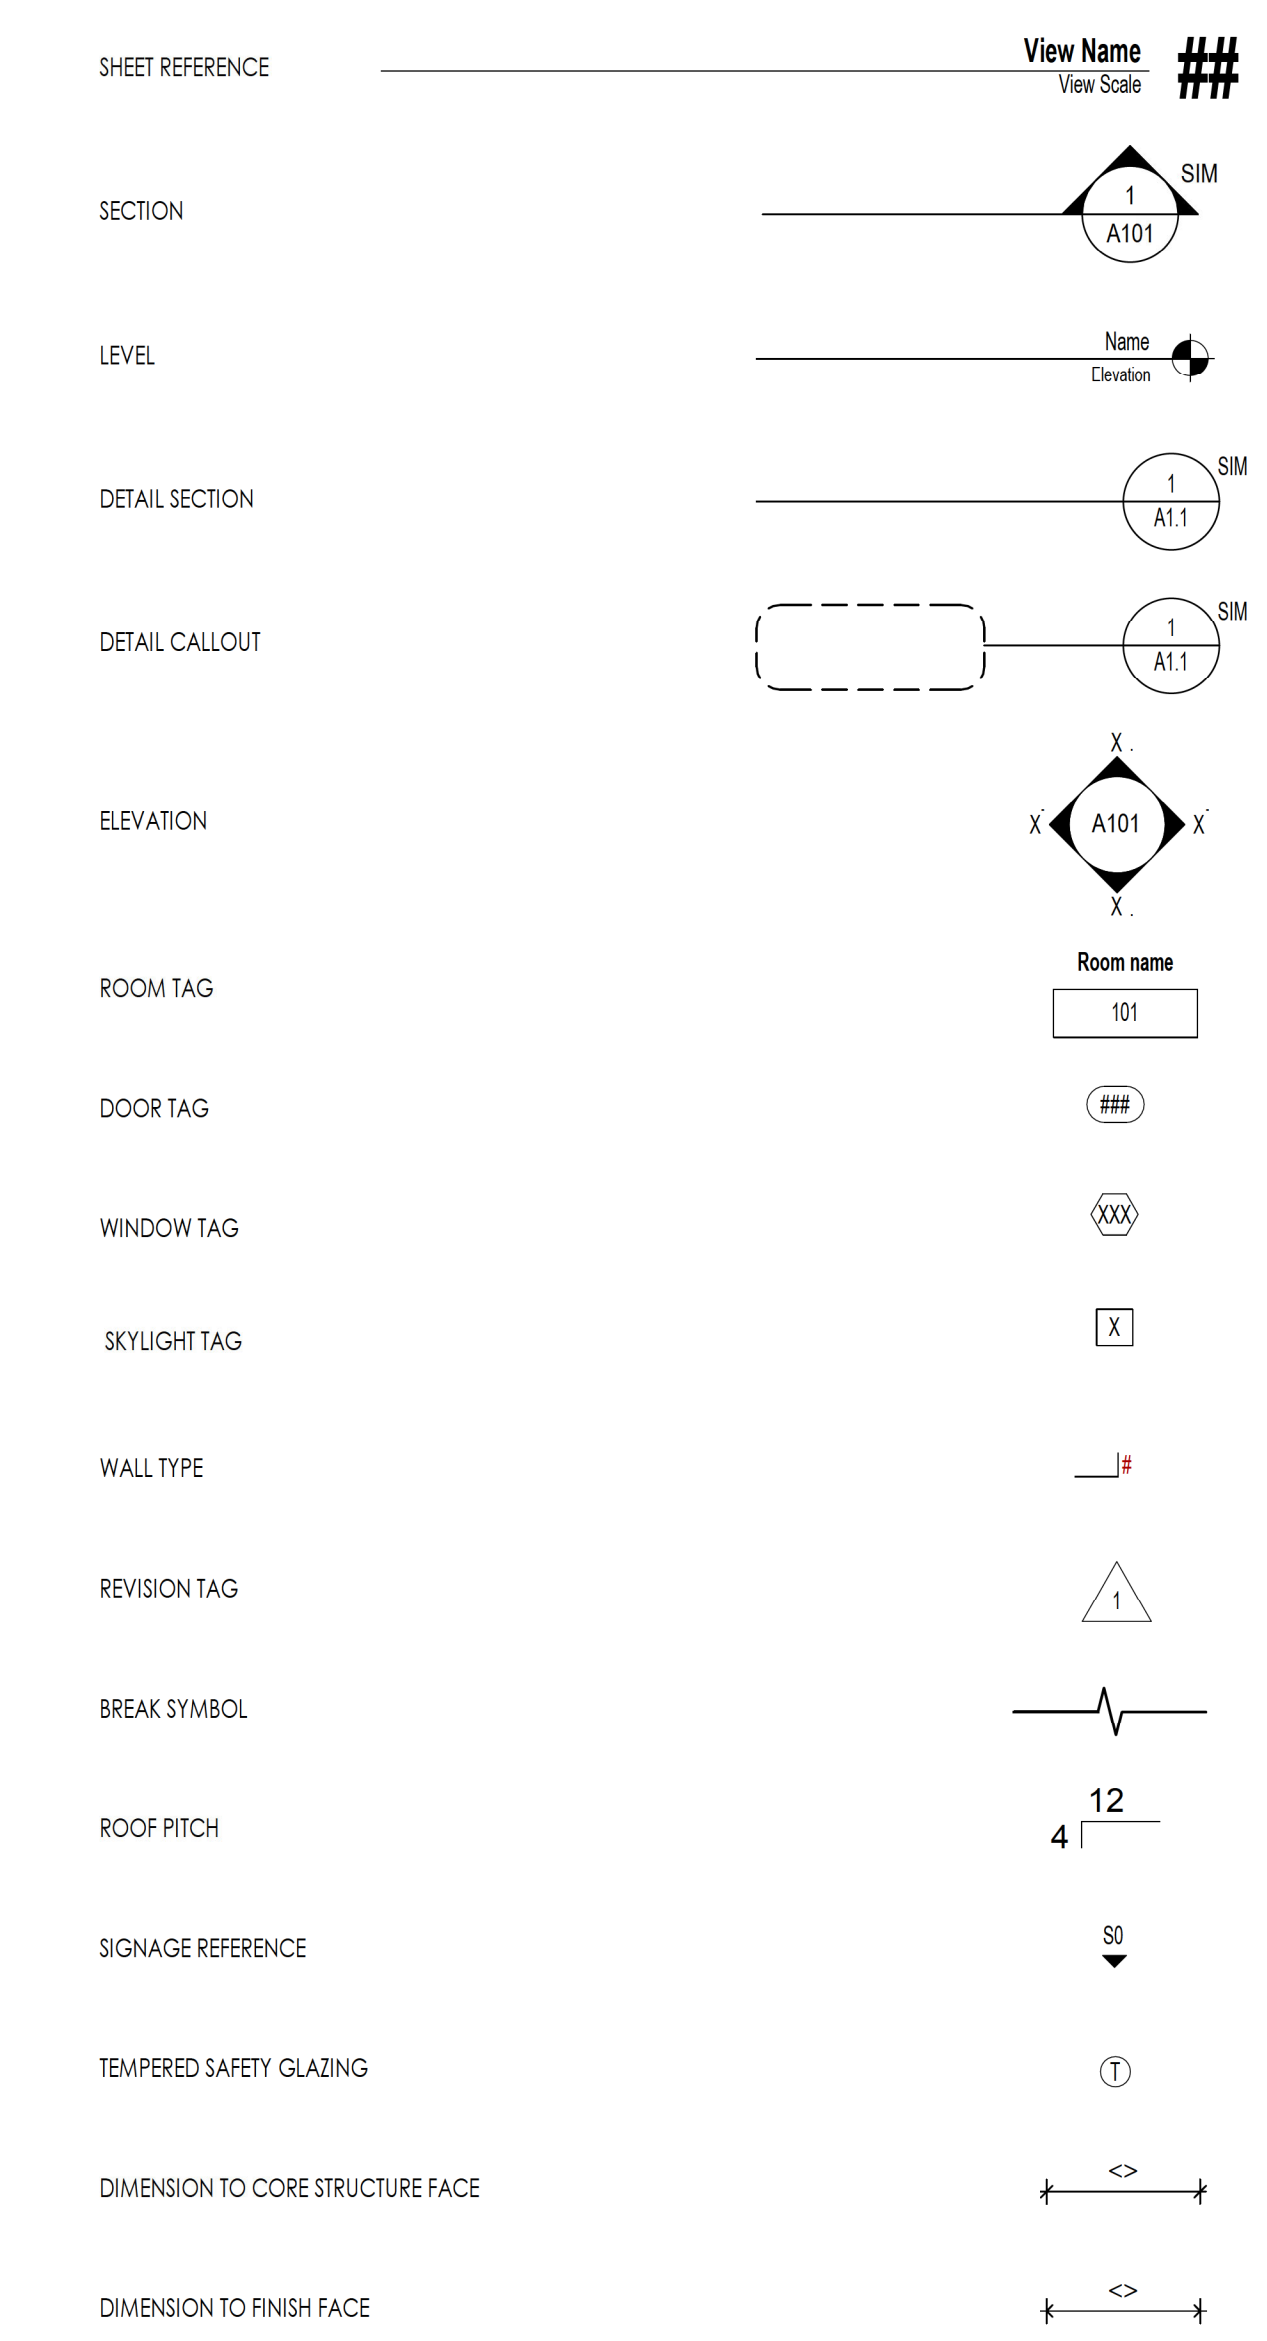 SHEET REFERENCE
View Name
View Scale
##
SECTION
1
A101
SIM
LEVEL
Name
Elevation
DETAIL SECTION
1
A1.1
SIM
DETAIL CALLOUT
1
A1.1
SIM
ELEVATION
X .
X -
A101
X -
X .
ROOM TAG
Room name
101
DOOR TAG
###
WINDOW TAG
XXX
SKYLIGHT TAG
X
WALL TYPE
#
REVISION TAG
1
BREAK SYMBOL
ROOF PITCH
12
4
SIGNAGE REFERENCE
S0
TEMPERED SAFETY GLAZING
T
DIMENSION TO CORE STRUCTURE FACE
<>
DIMENSION TO FINISH FACE
<>